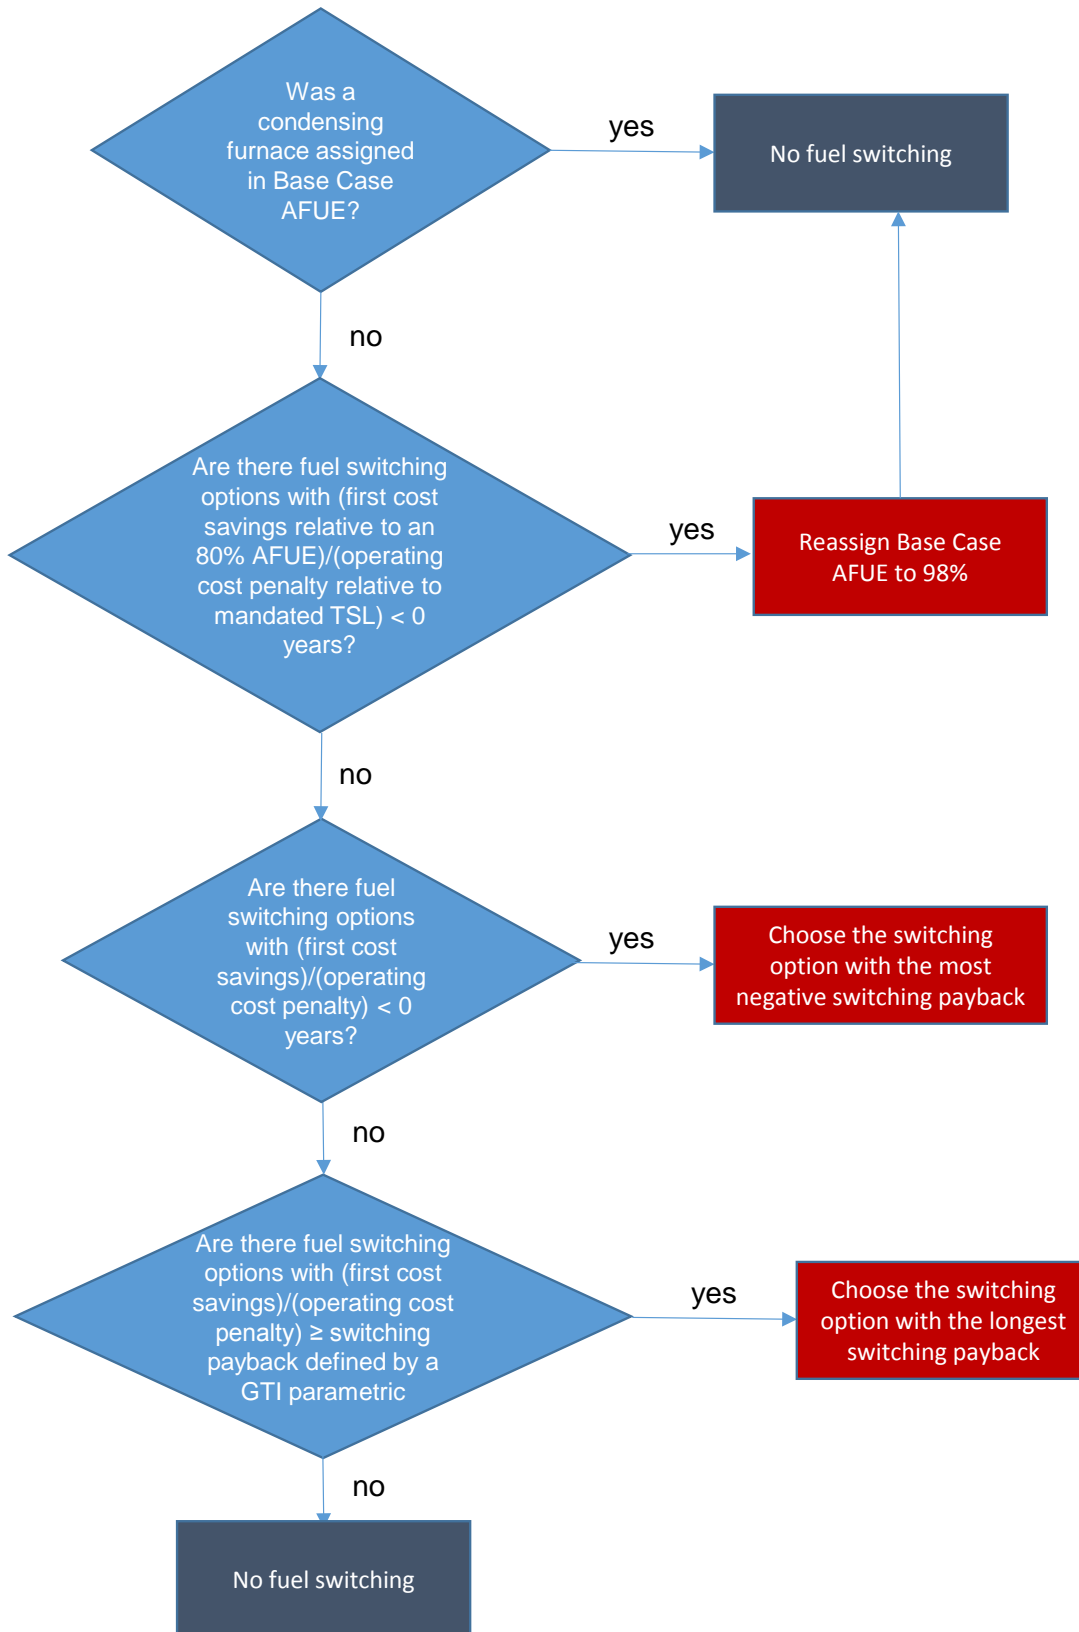 Was a
condensing
furnace assigned
in Base Case
AFUE?
yes
No fuel switching
no
Are there fuel switching
options with (first cost
savings relative to an
80% AFUE)/(operating
cost penalty relative to
mandated TSL) < 0
years?
yes
Reassign Base Case
AFUE to 98%
no
Are there fuel
switching options
with (first cost
savings)/(operating
cost penalty) < 0
years?
yes
Choose the switching
option with the most
negative switching payback
no
Are there fuel switching
options with (first cost
savings)/(operating cost
penalty) ≥ switching
payback defined by a
GTI parametric
yes
Choose the switching
option with the longest
switching payback
no
No fuel switching